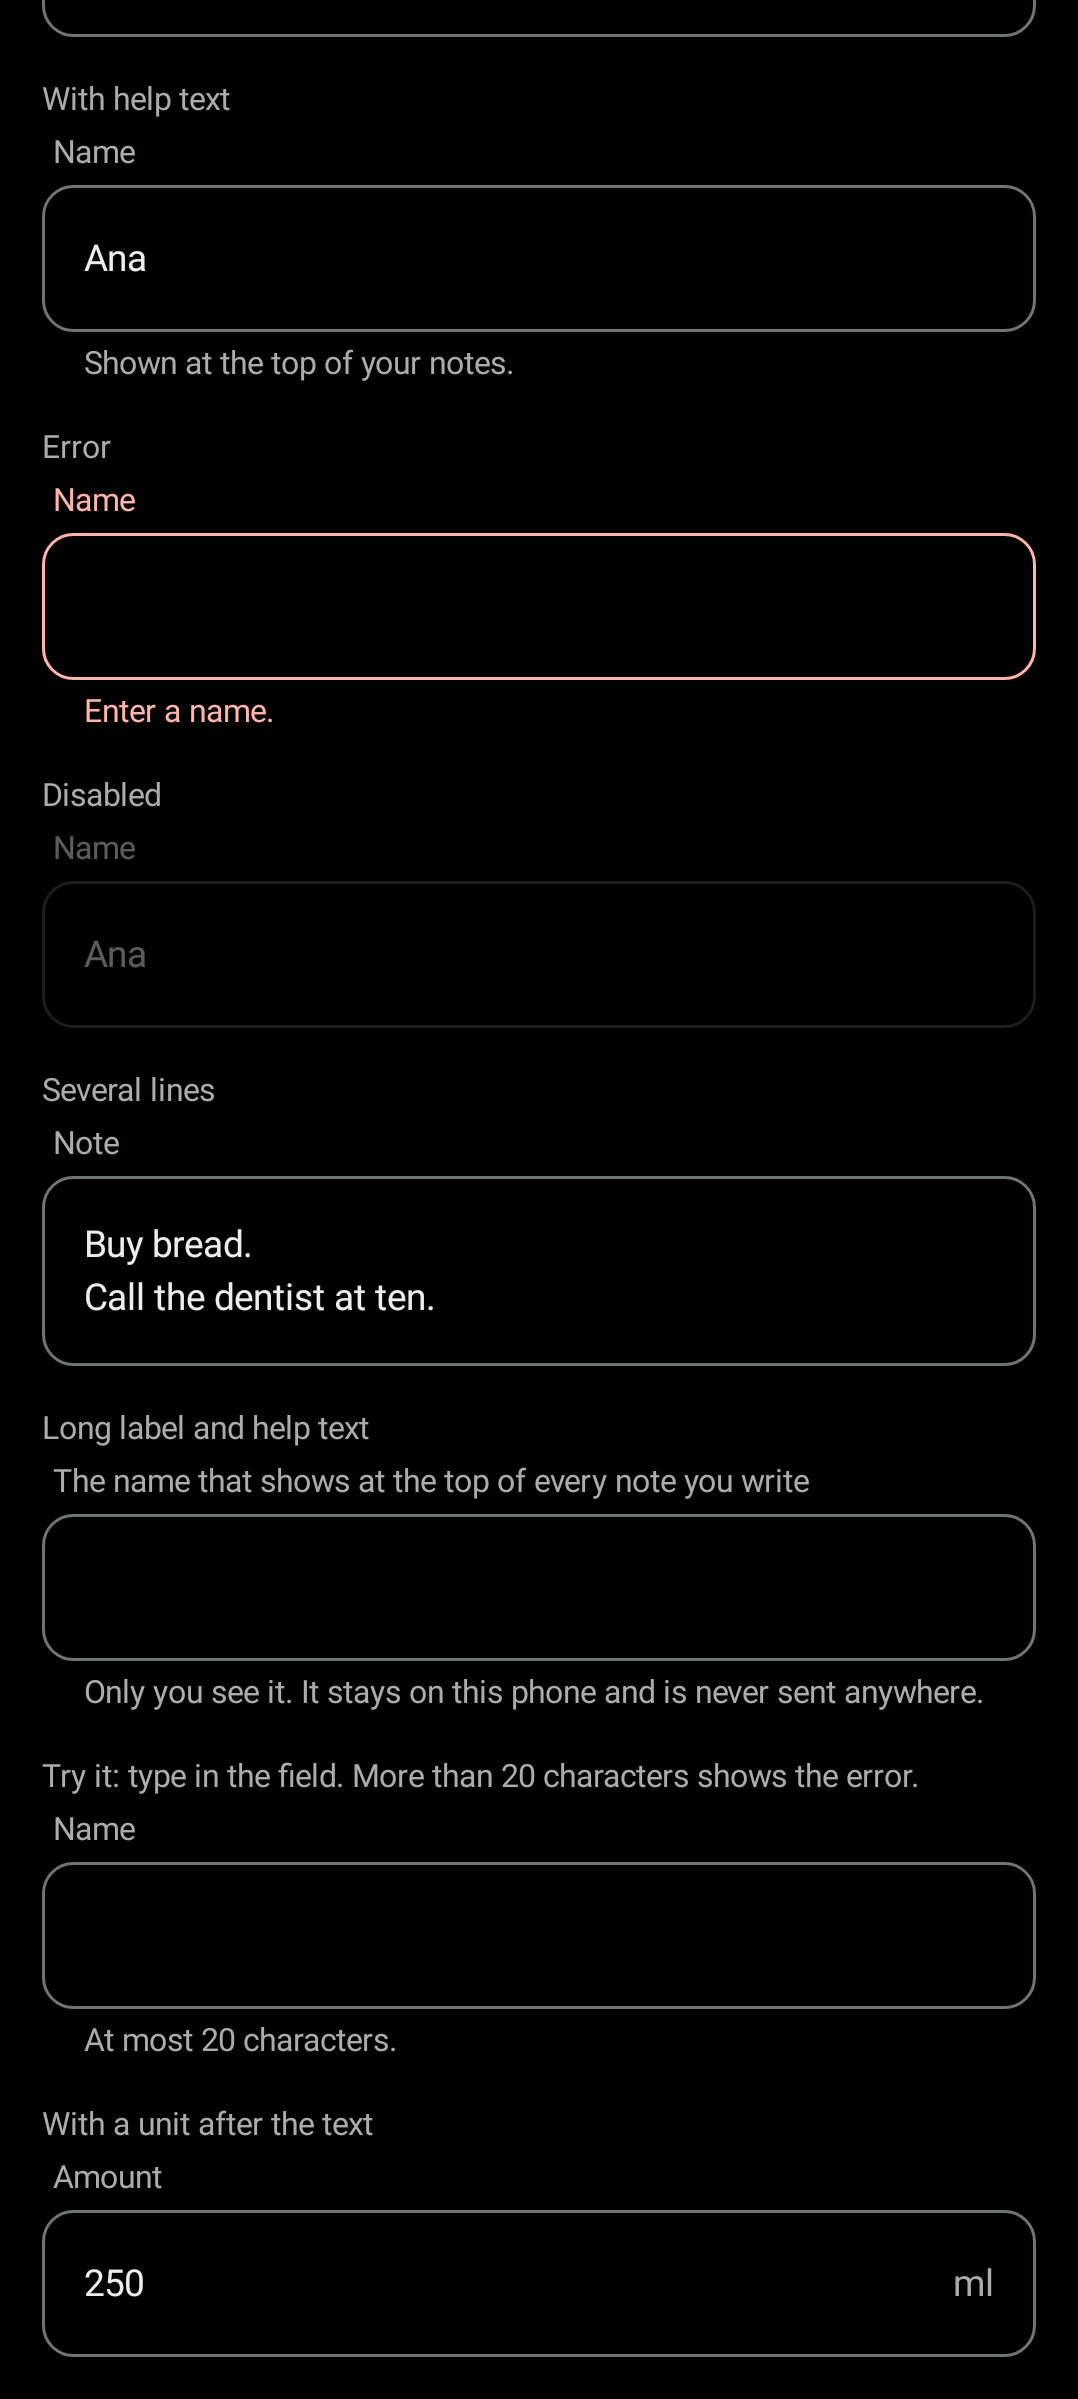 With help text
Name
Ana
Shown at the top of your notes.
Error
Name
Enter a name.
Disabled
Name
Ana
Several lines
Note
Buy bread.
Call the dentist at ten.
Long label and help text
The name that shows at the top of every note you write
Only you see it. It stays on this phone and is never sent anywhere.
Try it: type in the field. More than 20 characters shows the error.
Name
At most 20 characters.
With a unit after the text
Amount
250 ml